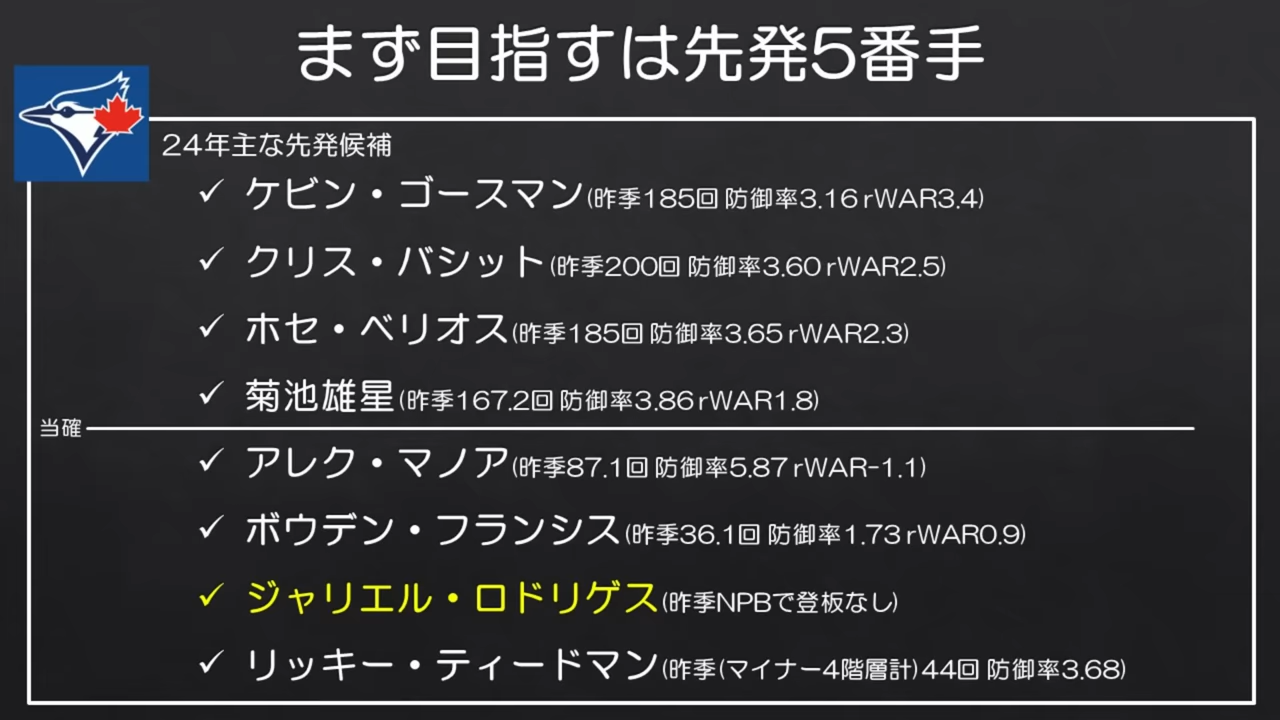 まず目指すは先発5番手
24年主な先発候補
✓ ケビン・ゴースマン(昨季185回 防御率3.16 rWAR3.4)
✓ クリス・バシット(昨季200回 防御率3.60 rWAR2.5)
✓ ホセ・ベリオス(昨季185回 防御率3.65 rWAR2.3)
✓ 菊池雄星(昨季167.2回 防御率3.86 rWAR1.8)
当確
✓ アレク・マノア(昨季87.1回 防御率5.87 rWAR-1.1)
✓ ボウデン・フランシス(昨季36.1回 防御率1.73 rWAR0.9)
✓ ジャリエル・ロドリゲス(昨季NPBで登板なし)
✓ リッキー・ティードマン(昨季(マイナー4階層計)44回 防御率3.68)